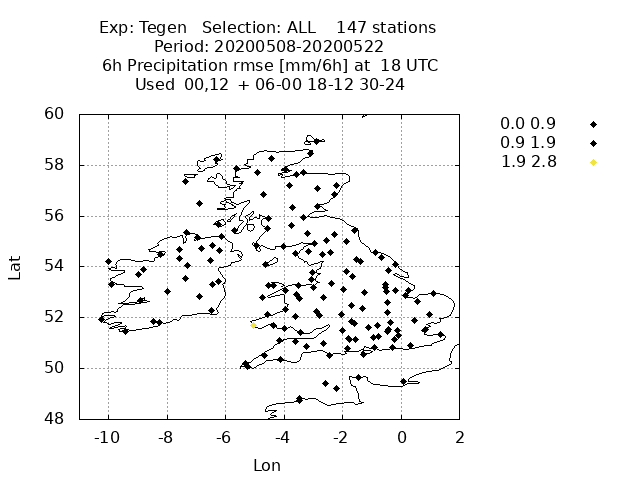 Exp: Tegen Selection: ALL 147 stations
Period: 20200508-20200522
6h Precipitation rmse [mm/6h] at 18 UTC
Used 00,12 + 06-00 18-12 30-24
0.0 0.9
0.9 1.9
1.9 2.8
60
58
56
54
52
50
48
Lat
-10 -8 -6 -4 -2 0 2
Lon